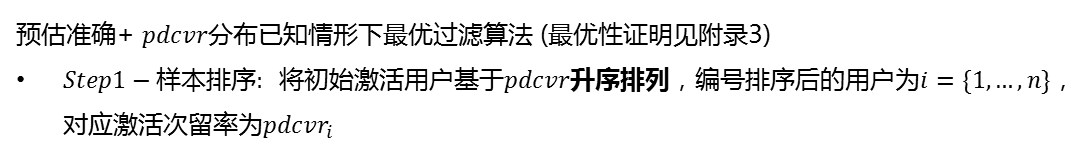 预估准确+ pdcvr分布已知情形下最优过滤算法 (最优性证明见附录3)
• Step1 −样本排序：将初始激活用户基于pdcvr升序排列，编号排序后的用户为i = {1, … , n}，
对应激活次留率为pdcvrᵢ